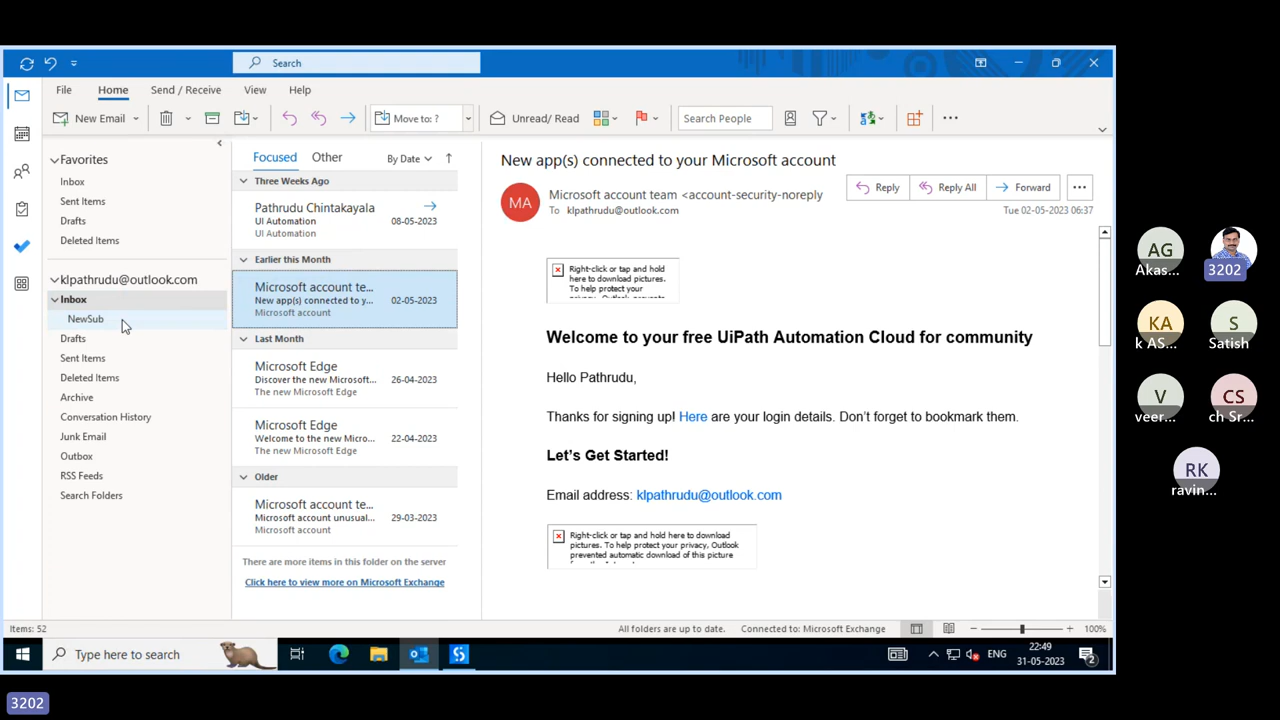 Search
File
Home
Send / Receive
View
Help
New Email
Move to: ?
Unread/ Read
Search People
Favorites
Inbox
Sent Items
Drafts
Deleted Items
klpathrudu@outlook.com
Inbox
NewSub
Drafts
Sent Items
Deleted Items
Archive
Conversation History
Junk Email
Outbox
RSS Feeds
Search Folders
Focused
Other
By Date
Three Weeks Ago
Pathrudu Chintakayala
UI Automation
08-05-2023
UI Automation
Earlier this Month
Microsoft account te...
New app(s) connected to y...
02-05-2023
Microsoft account
Last Month
Microsoft Edge
Discover the new Microsoft...
26-04-2023
The new Microsoft Edge
Microsoft Edge
Welcome to the new Micro...
22-04-2023
The new Microsoft Edge
Older
Microsoft account te...
Microsoft account unusual...
29-03-2023
Microsoft account
There are more items in this folder on the server
Click here to view more on Microsoft Exchange
New app(s) connected to your Microsoft account
MA
Microsoft account team <account-security-noreply
To klpathrudu@outlook.com
Reply
Reply All
Forward
Tue 02-05-2023 06:37
Right-click or tap and hold
here to download pictures.
To help protect your
Welcome to your free UiPath Automation Cloud for community
Hello Pathrudu,
Thanks for signing up! Here are your login details. Don't forget to bookmark them.
Let's Get Started!
Email address: klpathrudu@outlook.com
Right-click or tap and hold here to download
pictures. To help protect your privacy, Outlook
prevented automatic download of this picture
Items: 52
All folders are up to date.
Connected to: Microsoft Exchange
100%
Type here to search
ENG
22:49
31-05-2023
2
AG
Akas...
3202
KA
k AS...
S
Satish
V
veer...
CS
ch Sr...
RK
ravin...
3202